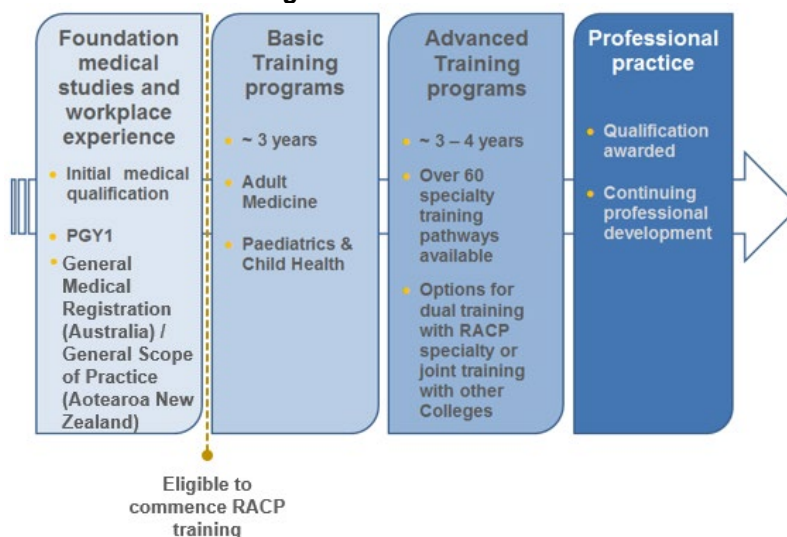 Foundation
medical
studies and
workplace
experience
Initial medical
qualification
PGY1
General
Medical
Registration
(Australia) /
General Scope
of Practice
(Aotearoa New
Zealand)
Eligible to
commence RACP
training
Basic
Training
programs
~ 3 years
Adult
Medicine
Paediatrics &
Child Health
Advanced
Training
programs
~ 3 – 4 years
Over 60
specialty
training
pathways
available
Options for
dual training
with RACP
specialty or
joint training
with other
Colleges
Professional
practice
Qualification
awarded
Continuing
professional
development